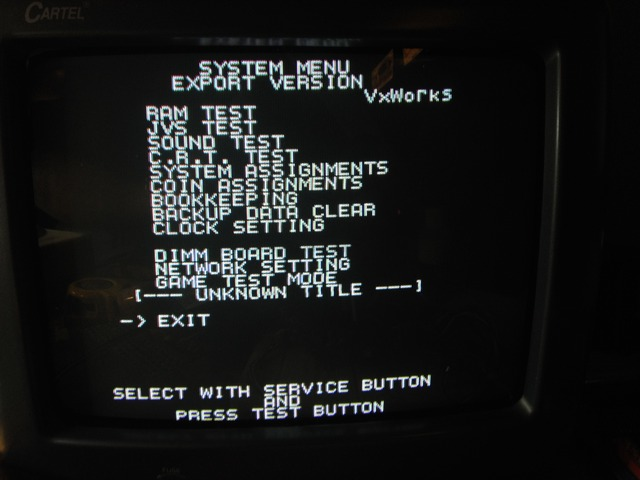 CARTEL
SYSTEM MENU
EXPORT VERSION
VxWorks
RAM TEST
JVS TEST
SOUND TEST
C.R.T. TEST
SYSTEM ASSIGNMENTS
COIN ASSIGNMENTS
BOOKKEEPING
BACKUP DATA CLEAR
CLOCK SETTING
DIMM BOARD TEST
NETWORK SETTING
GAME TEST MODE
[--- UNKNOWN TITLE ---]
-> EXIT
SELECT WITH SERVICE BUTTON
AND
PRESS TEST BUTTON